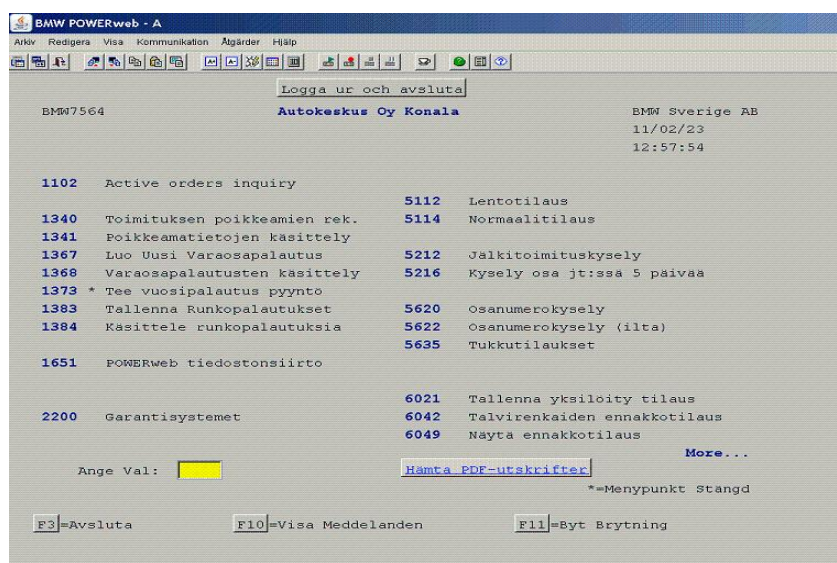 BMW POWERweb - A
Arkiv Redigera Visa Kommunikation Åtgärder Hjälp
Logga ur och avsluta
BMW7564 Autokeskus Oy Konala BMW Sverige AB
11/02/23
12:57:54
1102 Active orders inquiry
5112 Lentotilaus
1340 Toimituksen poikkeamien rek. 5114 Normaalitilaus
1341 Poikkeamatietojen käsittely
1367 Luo Uusi Varaosapalautus 5212 Jälkitoimituskysely
1368 Varaosapalautusten käsittely 5216 Kysely osa jt:ssä 5 päivää
1373 * Tee vuosipalautus pyyntö
1383 Tallenna Runkopalautukset 5620 Osanumerokysely
1384 Käsittele runkopalautuksia 5622 Osanumerokysely (ilta)
5635 Tukkutilaukset
1651 POWERweb tiedostonsiirto
6021 Tallenna yksilöity tilaus
2200 Garantisystemet 6042 Talvirenkaiden ennakkotilaus
6049 Näytä ennakkotilaus
More...
Ange Val: Hämta PDF-utskrifter
*=Menypunkt Stängd
F3=Avsluta F10=Visa Meddelanden F11=Byt Brytning